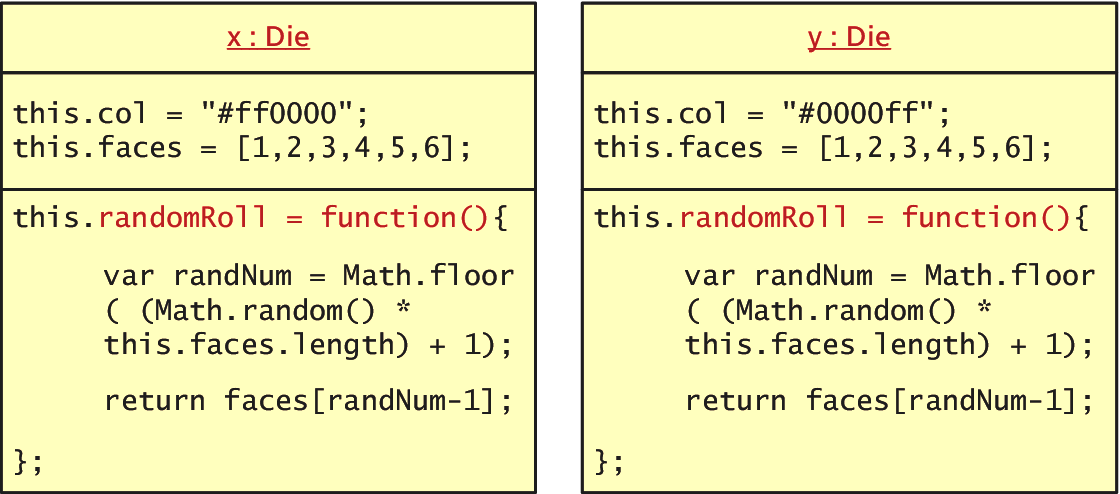 x : Die
this.col = "#ff0000";
this.faces = [1,2,3,4,5,6];
this.randomRoll = function(){
var randNum = Math.floor
( (Math.random() *
this.faces.length) + 1);
return faces[randNum-1];
};
y : Die
this.col = "#0000ff";
this.faces = [1,2,3,4,5,6];
this.randomRoll = function(){
var randNum = Math.floor
( (Math.random() *
this.faces.length) + 1);
return faces[randNum-1];
};